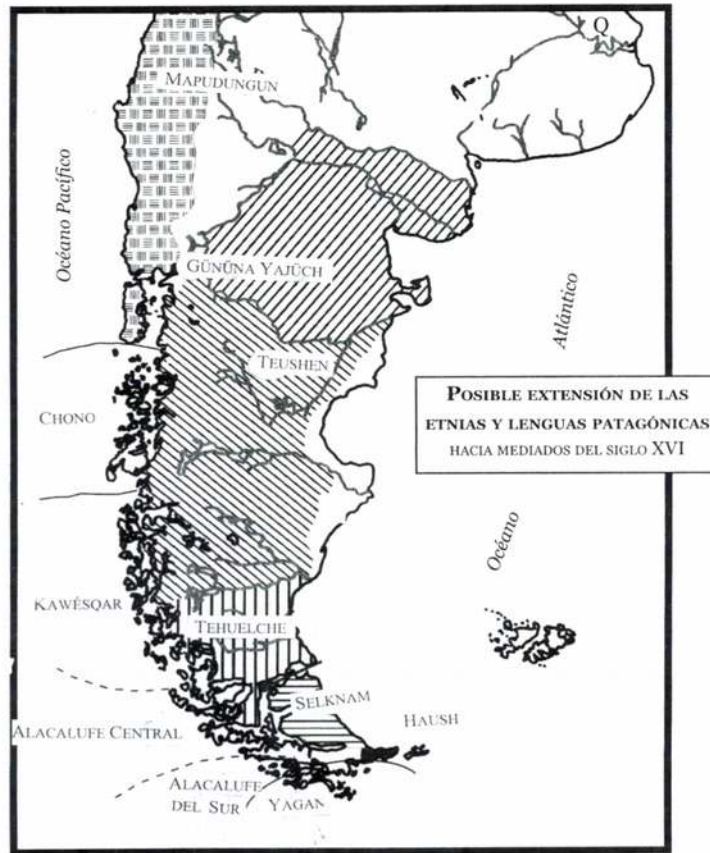 Q
MAPUDUNGUN
Océano Pacífico
GÜNÜNA YAJÜCH
Atlántico
TEUSHEN
POSIBLE EXTENSIÓN DE LAS
ETNIAS Y LENGUAS PATAGÓNICAS
HACIA MEDIADOS DEL SIGLO XVI
CHONO
Océano
KAWÉSQAR
TEHUELCHE
SELKNAM
HAUSH
ALACALUFE CENTRAL
ALACALUFE
DEL SUR
YAGAN